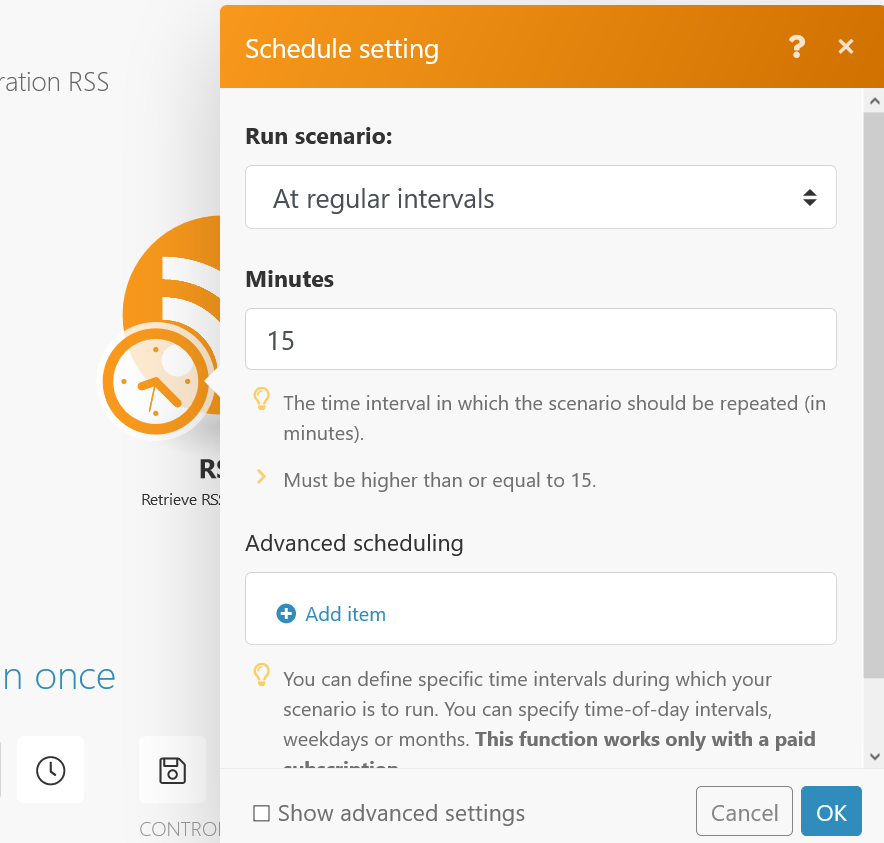 Schedule setting
ration RSS
Run scenario:
At regular intervals
Minutes
15
The time interval in which the scenario should be repeated (in
minutes).
Must be higher than or equal to 15.
RS
Retrieve RSS
Advanced scheduling
Add item
n once
You can define specific time intervals during which your
scenario is to run. You can specify time-of-day intervals,
weekdays or months. This function works only with a paid
subscription
Show advanced settings
Cancel
OK
CONTROL